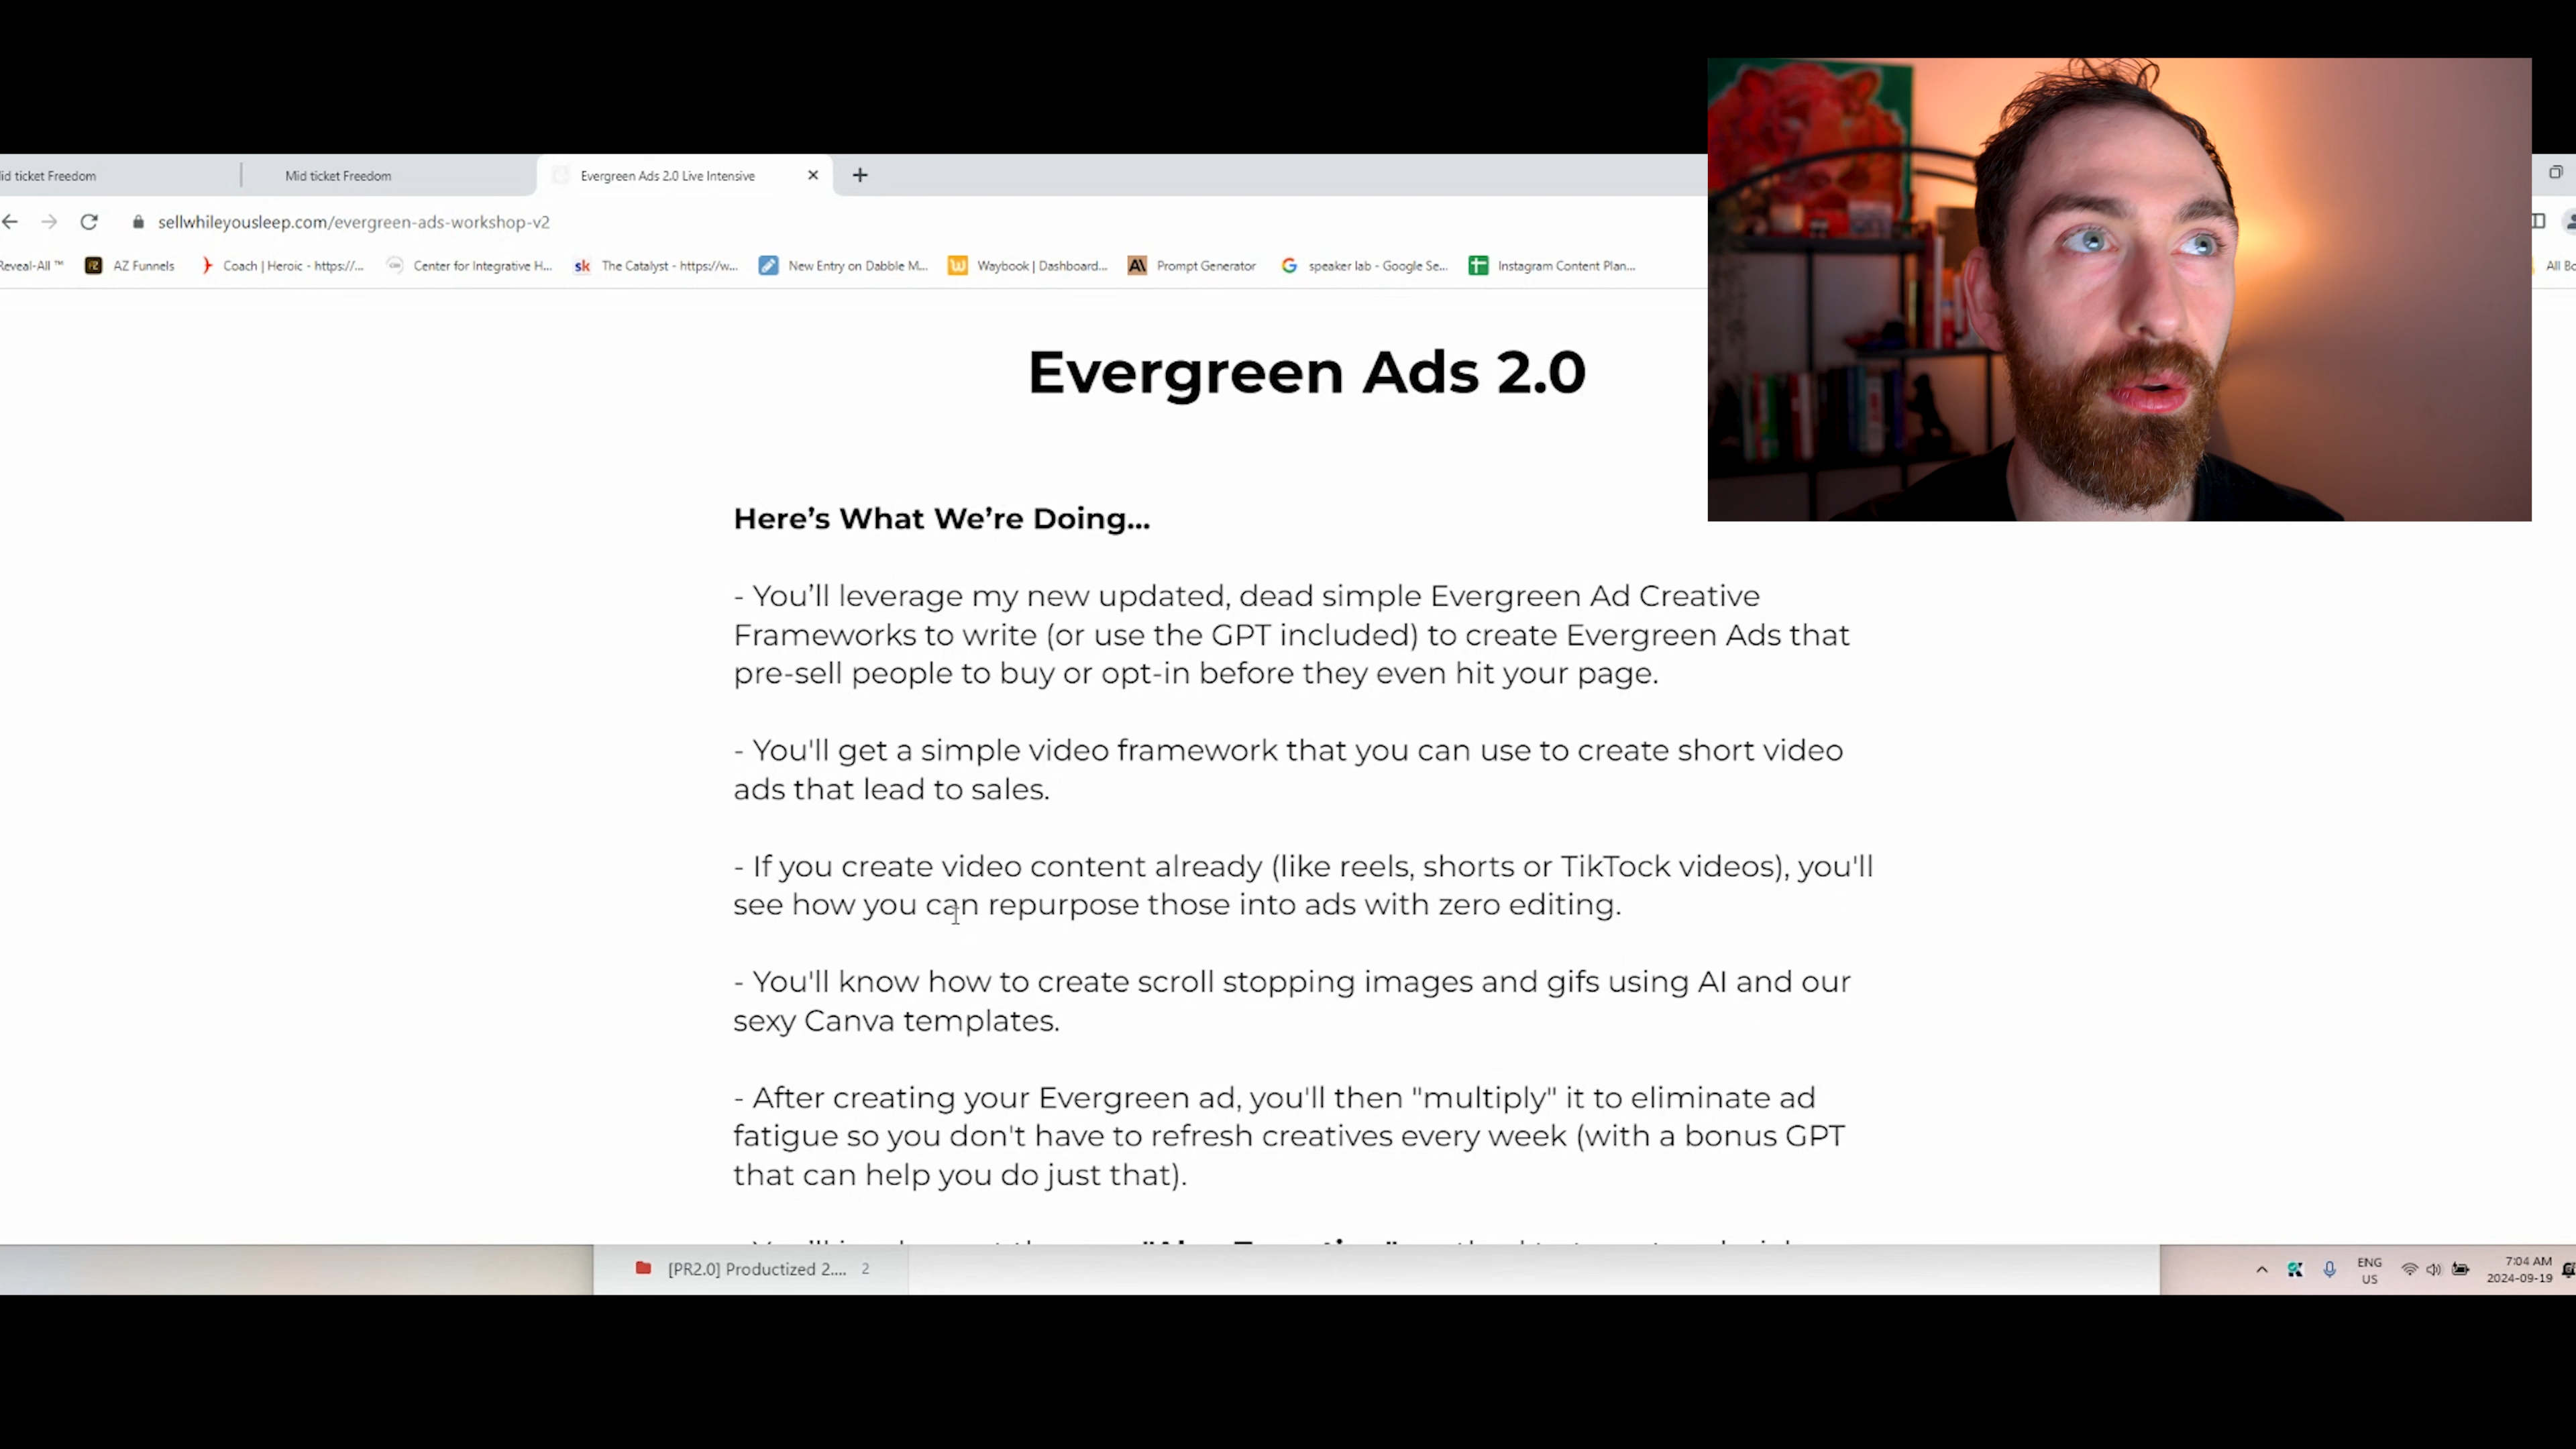 id ticket Freedom
Mid ticket Freedom
Evergreen Ads 2.0 Live Intensive
sellwhileyousleep.com/evergreen-ads-workshop-v2
Reveal-All ™
AZ Funnels
Coach | Heroic - https://...
Center for Integrative H...
sk
The Catalyst - https://w...
New Entry on Dabble M...
Waybook | Dashboard...
Prompt Generator
speaker lab - Google Se...
Instagram Content Plan...
All Bo
Evergreen Ads 2.0
Here's What We're Doing...
- You'll leverage my new updated, dead simple Evergreen Ad Creative
Frameworks to write (or use the GPT included) to create Evergreen Ads that
pre-sell people to buy or opt-in before they even hit your page.
- You'll get a simple video framework that you can use to create short video
ads that lead to sales.
- If you create video content already (like reels, shorts or TikTock videos), you'll
see how you can repurpose those into ads with zero editing.
- You'll know how to create scroll stopping images and gifs using AI and our
sexy Canva templates.
- After creating your Evergreen ad, you'll then "multiply" it to eliminate ad
fatigue so you don't have to refresh creatives every week (with a bonus GPT
that can help you do just that).
[PR2.0] Productized 2.... 2
ENG
US
7:04 AM
2024-09-19